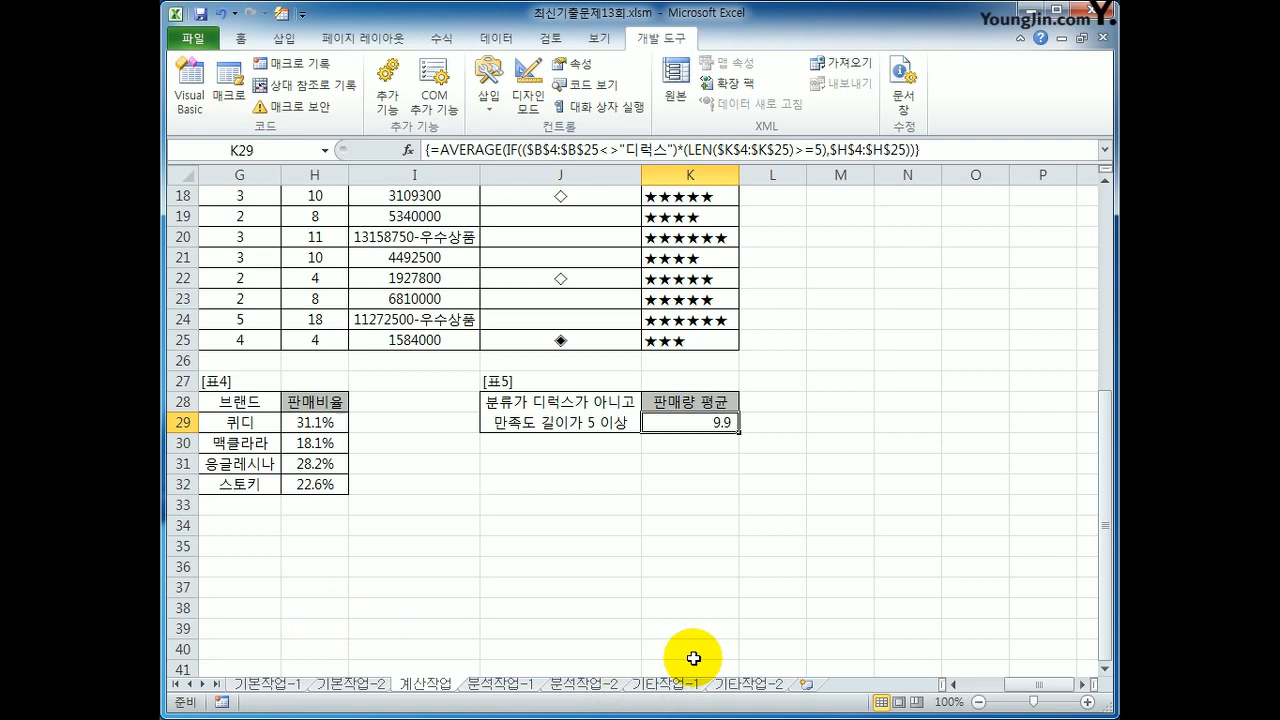 최신기출문제13회.xlsm - Microsoft Excel
YoungJin.com Y.
파일 홈 삽입 페이지 레이아웃 수식 데이터 검토 보기 개발 도구
Visual Basic
매크로
매크로 기록
상대 참조로 기록
매크로 보안
코드
추가 기능
COM 추가 기능
추가 기능
삽입
디자인 모드
속성
코드 보기
대화 상자 실행
컨트롤
원본
맵 속성
확장 팩
데이터 새로 고침
가져오기
내보내기
XML
문서 창
수정
K29 fx {=AVERAGE(IF(($B$4:$B$25<>"디럭스")*(LEN($K$4:$K$25)>=5),$H$4:$H$25))}
G H I J K L M N O P
18 3 10 3109300 ◇ ★★★★★
19 2 8 5340000 ★★★★
20 3 11 13158750-우수상품 ★★★★★★
21 3 10 4492500 ★★★★
22 2 4 1927800 ◇ ★★★★★
23 2 8 6810000 ★★★★★
24 5 18 11272500-우수상품 ★★★★★★
25 4 4 1584000 ◈ ★★★
26
27 [표4] [표5]
28 브랜드 판매비율 분류가 디럭스가 아니고 판매량 평균
29 퀴디 31.1% 만족도 길이가 5 이상 9.9
30 맥클라라 18.1%
31 응글레시나 28.2%
32 스토키 22.6%
33
34
35
36
37
38
39
40
41
기본작업-1 기본작업-2 계산작업 분석작업-1 분석작업-2 기타작업-1 기타작업-2
준비 100%